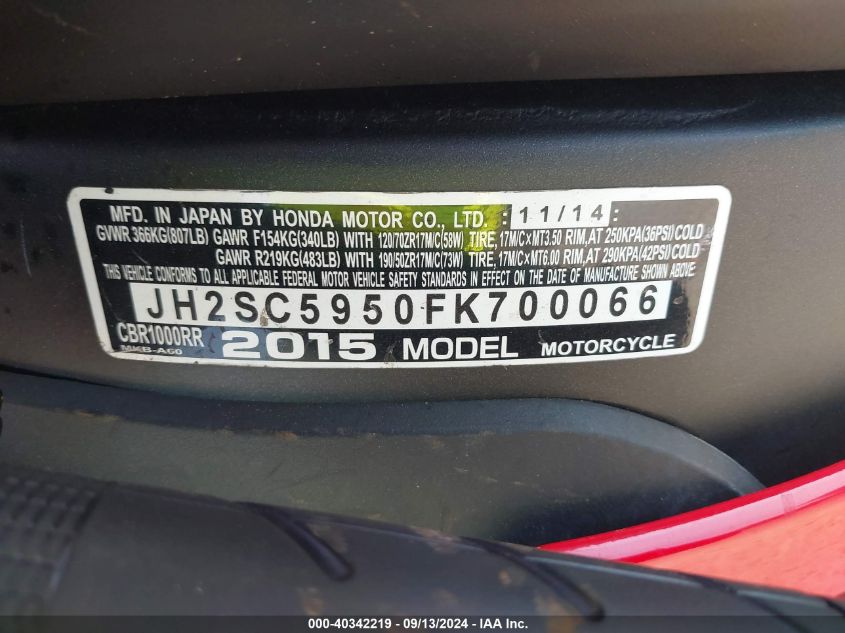 MFD. IN JAPAN BY HONDA MOTOR CO., LTD. : 11/14 :
GVWR 366KG(807LB) GAWR F154KG(340LB) WITH 120/70ZR17M/C(58W) TIRE, 17M/C×MT3.50 RIM, AT 250KPA(36PSI)COLD
GAWR R219KG(483LB) WITH 190/50ZR17M/C(73W) TIRE, 17M/C×MT6.00 RIM, AT 290KPA(42PSI)COLD
THIS VEHICLE CONFORMS TO ALL APPLICABLE FEDERAL MOTOR VEHICLE SAFETY STANDARDS IN EFFECT ON THE DATE OF MANUFACTURE SHOWN ABOVE.
JH2SC5950FK700066
CBR1000RR 2015 MODEL MOTORCYCLE
MKB-A60
000-40342219 - 09/13/2024 - IAA Inc.